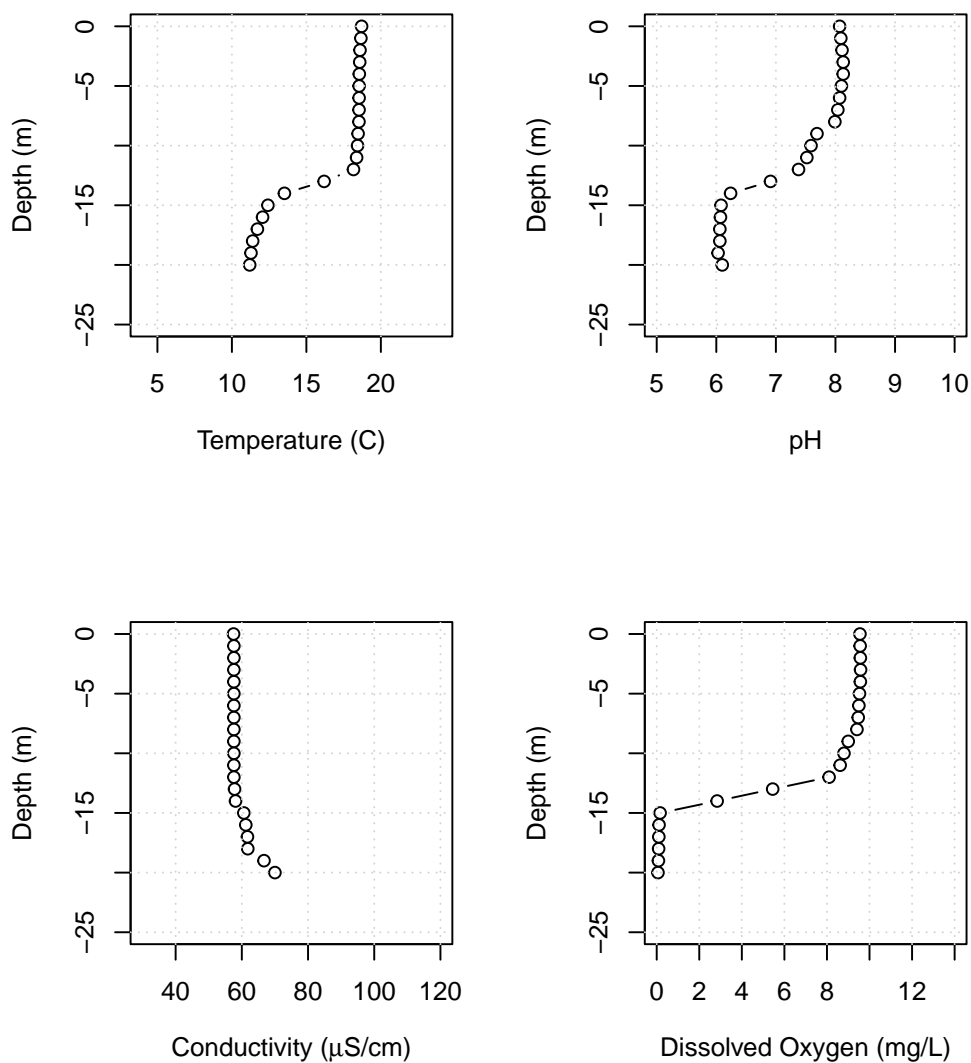 0
−5
−15
−25
Depth (m)
5 10 15 20
Temperature (C)
0
−5
−15
−25
Depth (m)
5 6 7 8 9 10
pH
0
−5
−15
−25
Depth (m)
40 60 80 100 120
Conductivity (μS/cm)
0
−5
−15
−25
Depth (m)
0 2 4 6 8 12
Dissolved Oxygen (mg/L)